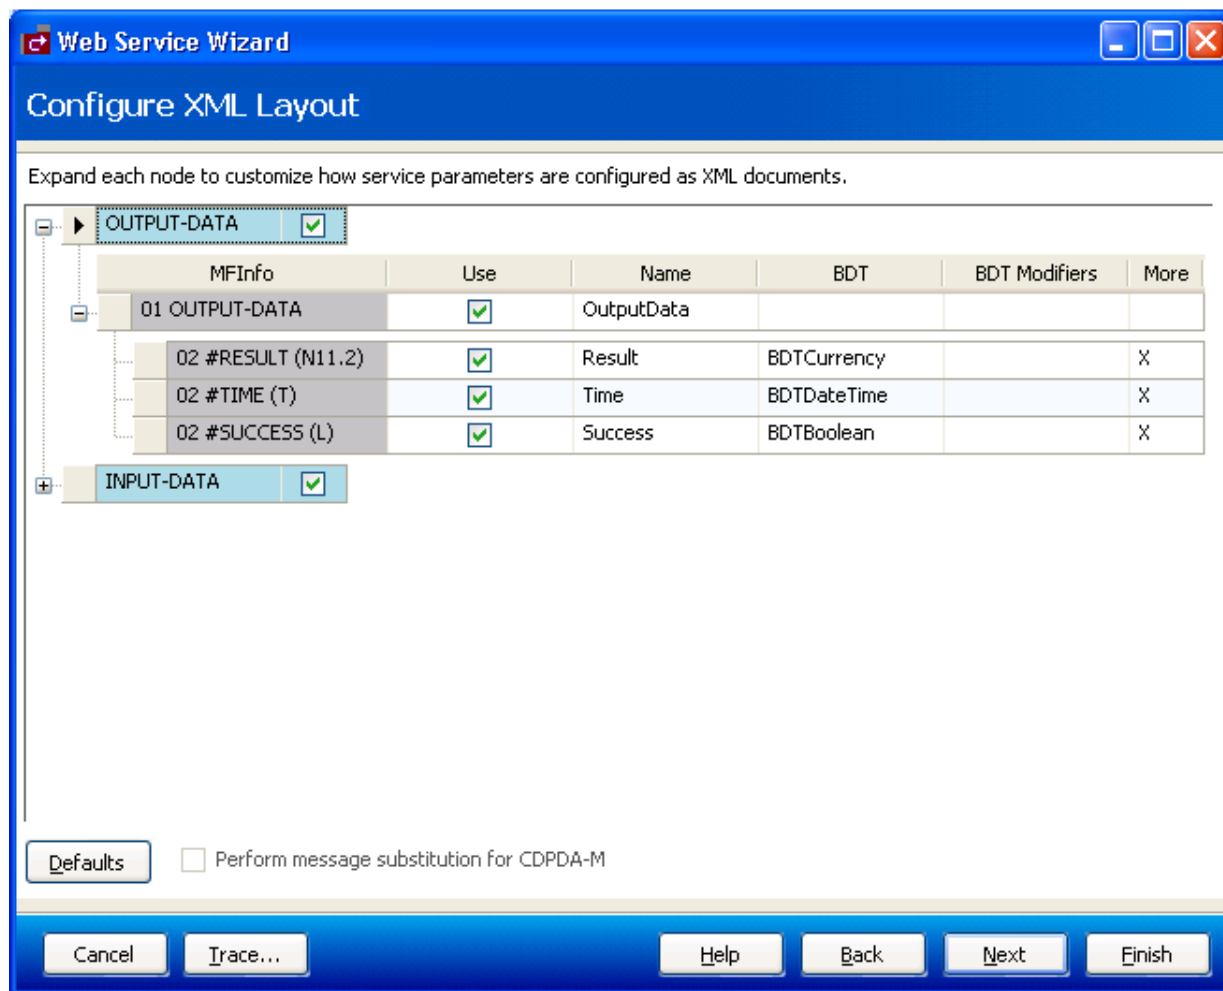 Web Service Wizard
Configure XML Layout
Expand each node to customize how service parameters are configured as XML documents.
OUTPUT-DATA
MFInfo Use Name BDT BDT Modifiers More
01 OUTPUT-DATA OutputData
02 #RESULT (N11.2) Result BDTCurrency X
02 #TIME (T) Time BDTDateTime X
02 #SUCCESS (L) Success BDTBoolean X
INPUT-DATA
Defaults Perform message substitution for CDPDA-M
Cancel Trace... Help Back Next Finish